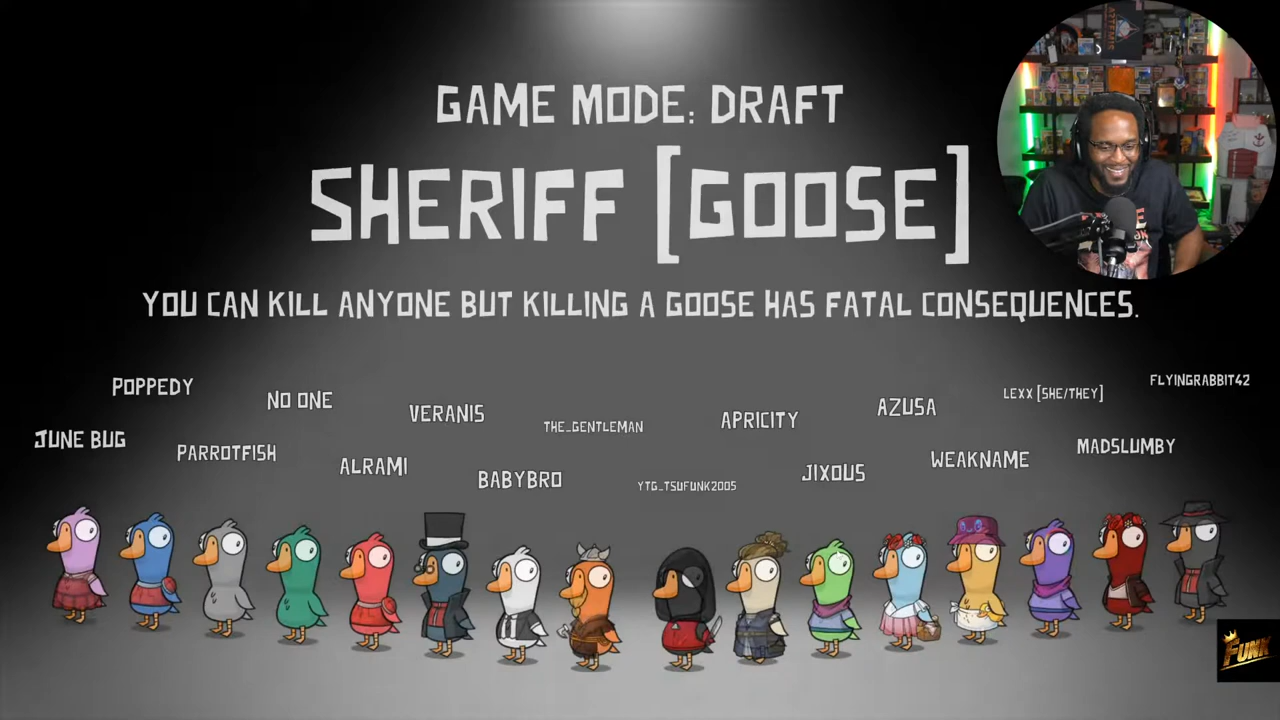 GAME MODE: DRAFT
SHERIFF [GOOSE]
YOU CAN KILL ANYONE BUT KILLING A GOOSE HAS FATAL CONSEQUENCES.
POPPEDY
NO ONE
VERANIS
THE_GENTLEMAN
APRICITY
AZUSA
LEXX [SHE/THEY]
FLYINGRABBIT42
JUNE BUG
PARROTFISH
ALRAMI
BABYBRO
YTG_TSUFUNK2005
JIXOUS
WEAKNAME
MADSLUMBY
FUNK